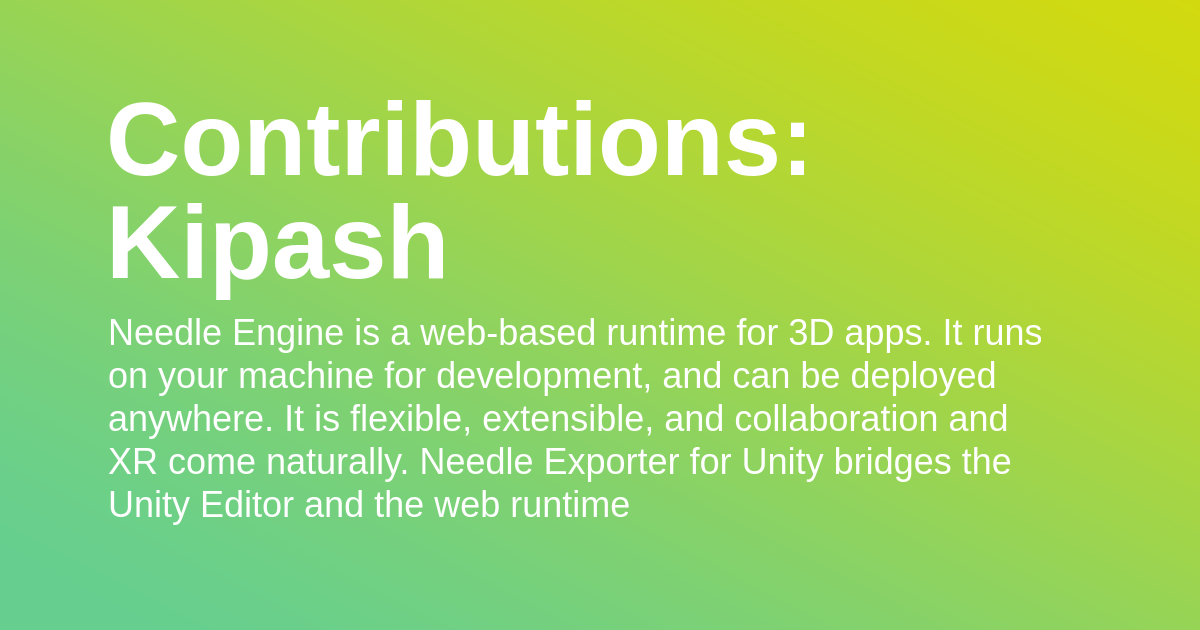 Contributions:
Kipash
Needle Engine is a web-based runtime for 3D apps. It runs
on your machine for development, and can be deployed
anywhere. It is flexible, extensible, and collaboration and
XR come naturally. Needle Exporter for Unity bridges the
Unity Editor and the web runtime